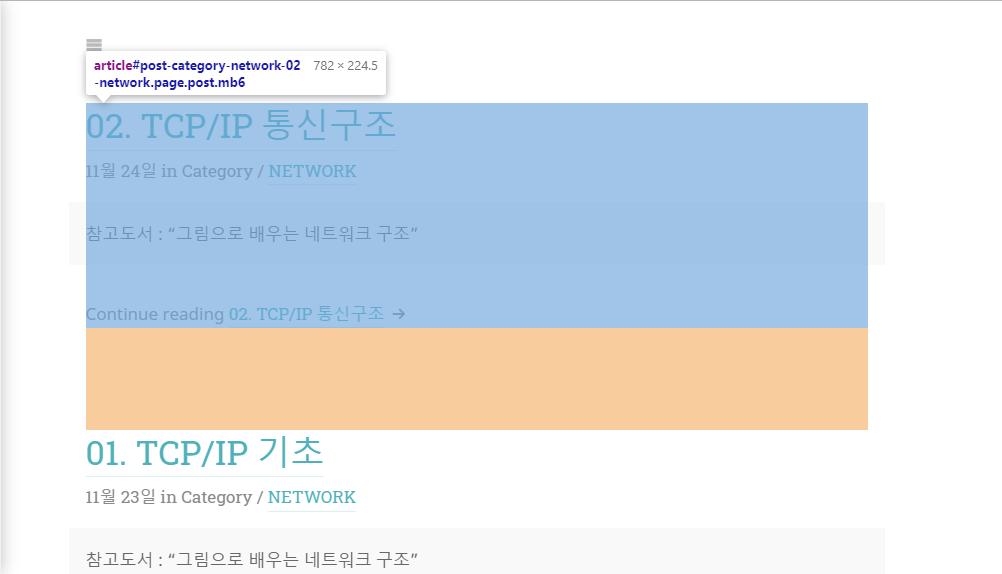 article#post-category-network-02 782 × 224.5
-network.page.post.mb6
02. TCP/IP 통신구조
11월 24일 in Category / NETWORK
참고도서 : “그림으로 배우는 네트워크 구조”
Continue reading 02. TCP/IP 통신구조 →
01. TCP/IP 기초
11월 23일 in Category / NETWORK
참고도서 : “그림으로 배우는 네트워크 구조”